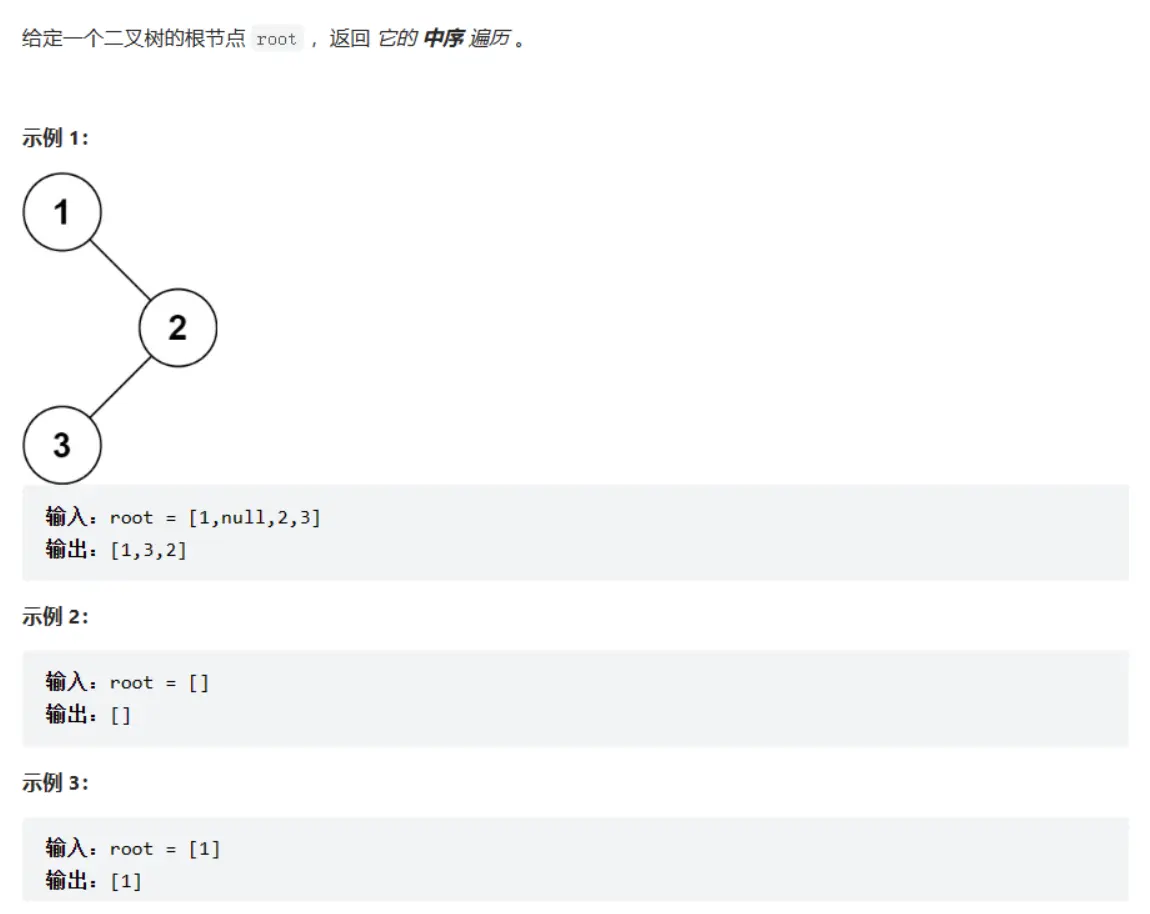 给定一个二叉树的根节点 root ，返回 它的 中序 遍历 。
示例 1：
1
2
3
输入：root = [1,null,2,3]
输出：[1,3,2]
示例 2：
输入：root = []
输出：[]
示例 3：
输入：root = [1]
输出：[1]